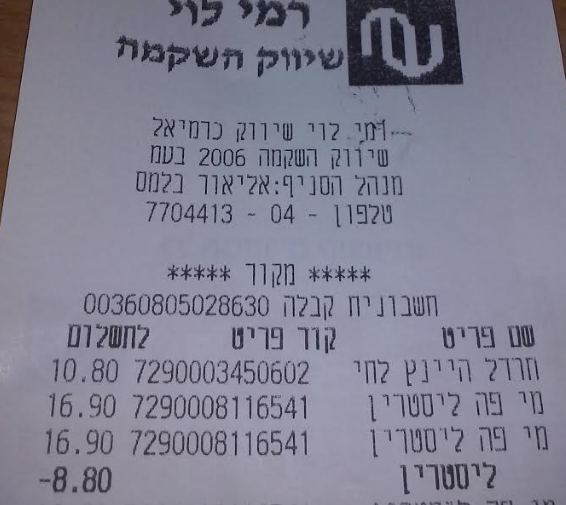 רמי לוי
שיווק השקמה
רמי לוי שיווק כרמיאל
שיווק השקמה 2006 בעמ
מנהל הסניף:אליאור בלמס
טלפון - 04 - 7704413
***** מקור *****
חשבונית קבלה 00360805028630
שם פריט קוד פריט לתשלום
חרדל היינץ לחי 7290003450602 10.80
מי פה ליסטרין 7290008116541 16.90
מי פה ליסטרין 7290008116541 16.90
ליסטרין -8.80